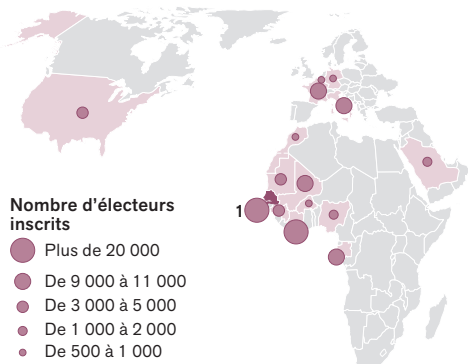 1
Nombre d’électeurs
inscrits
Plus de 20 000
De 9 000 à 11 000
De 3 000 à 5 000
De 1 000 à 2 000
De 500 à 1 000